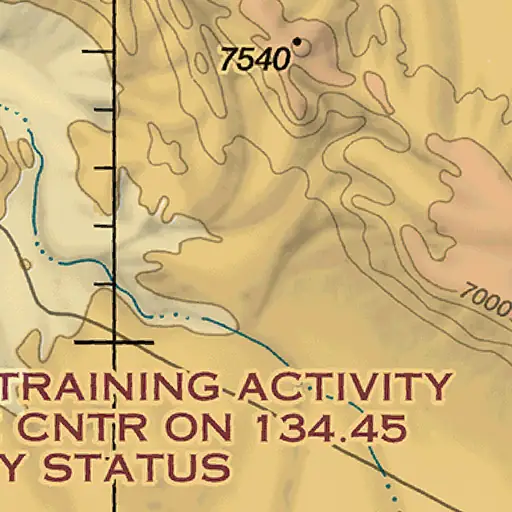 7540
7000
TRAINING ACTIVITY
CNTR ON 134.45
Y STATUS